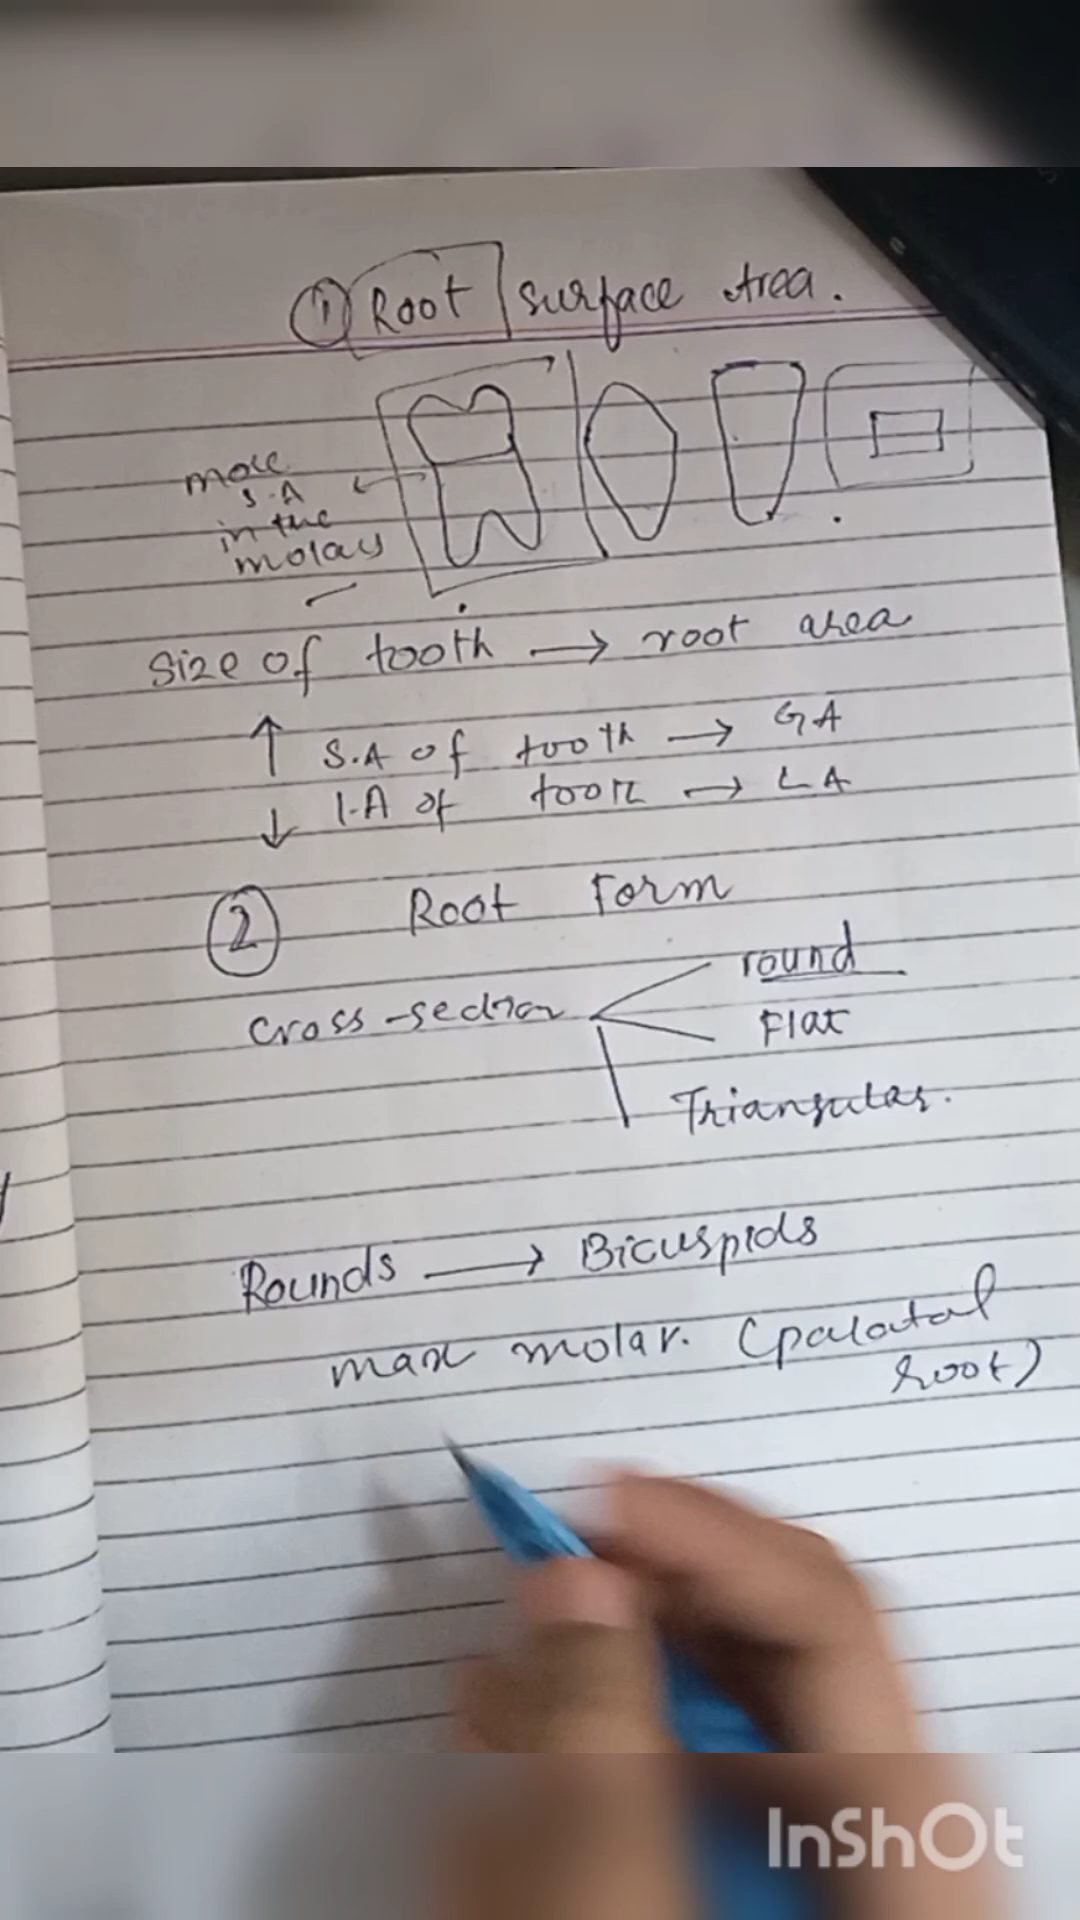 ① Root surface Area.
more
S.A
in the
molars
Size of tooth → root area
↑ S.A of tooth → GA
↓ 1.A of tooth → LA
② Root Form
cross-section
round
Flat
Triangular.
Rounds → Bicuspids
max molar. (palatal
root)
InShOt